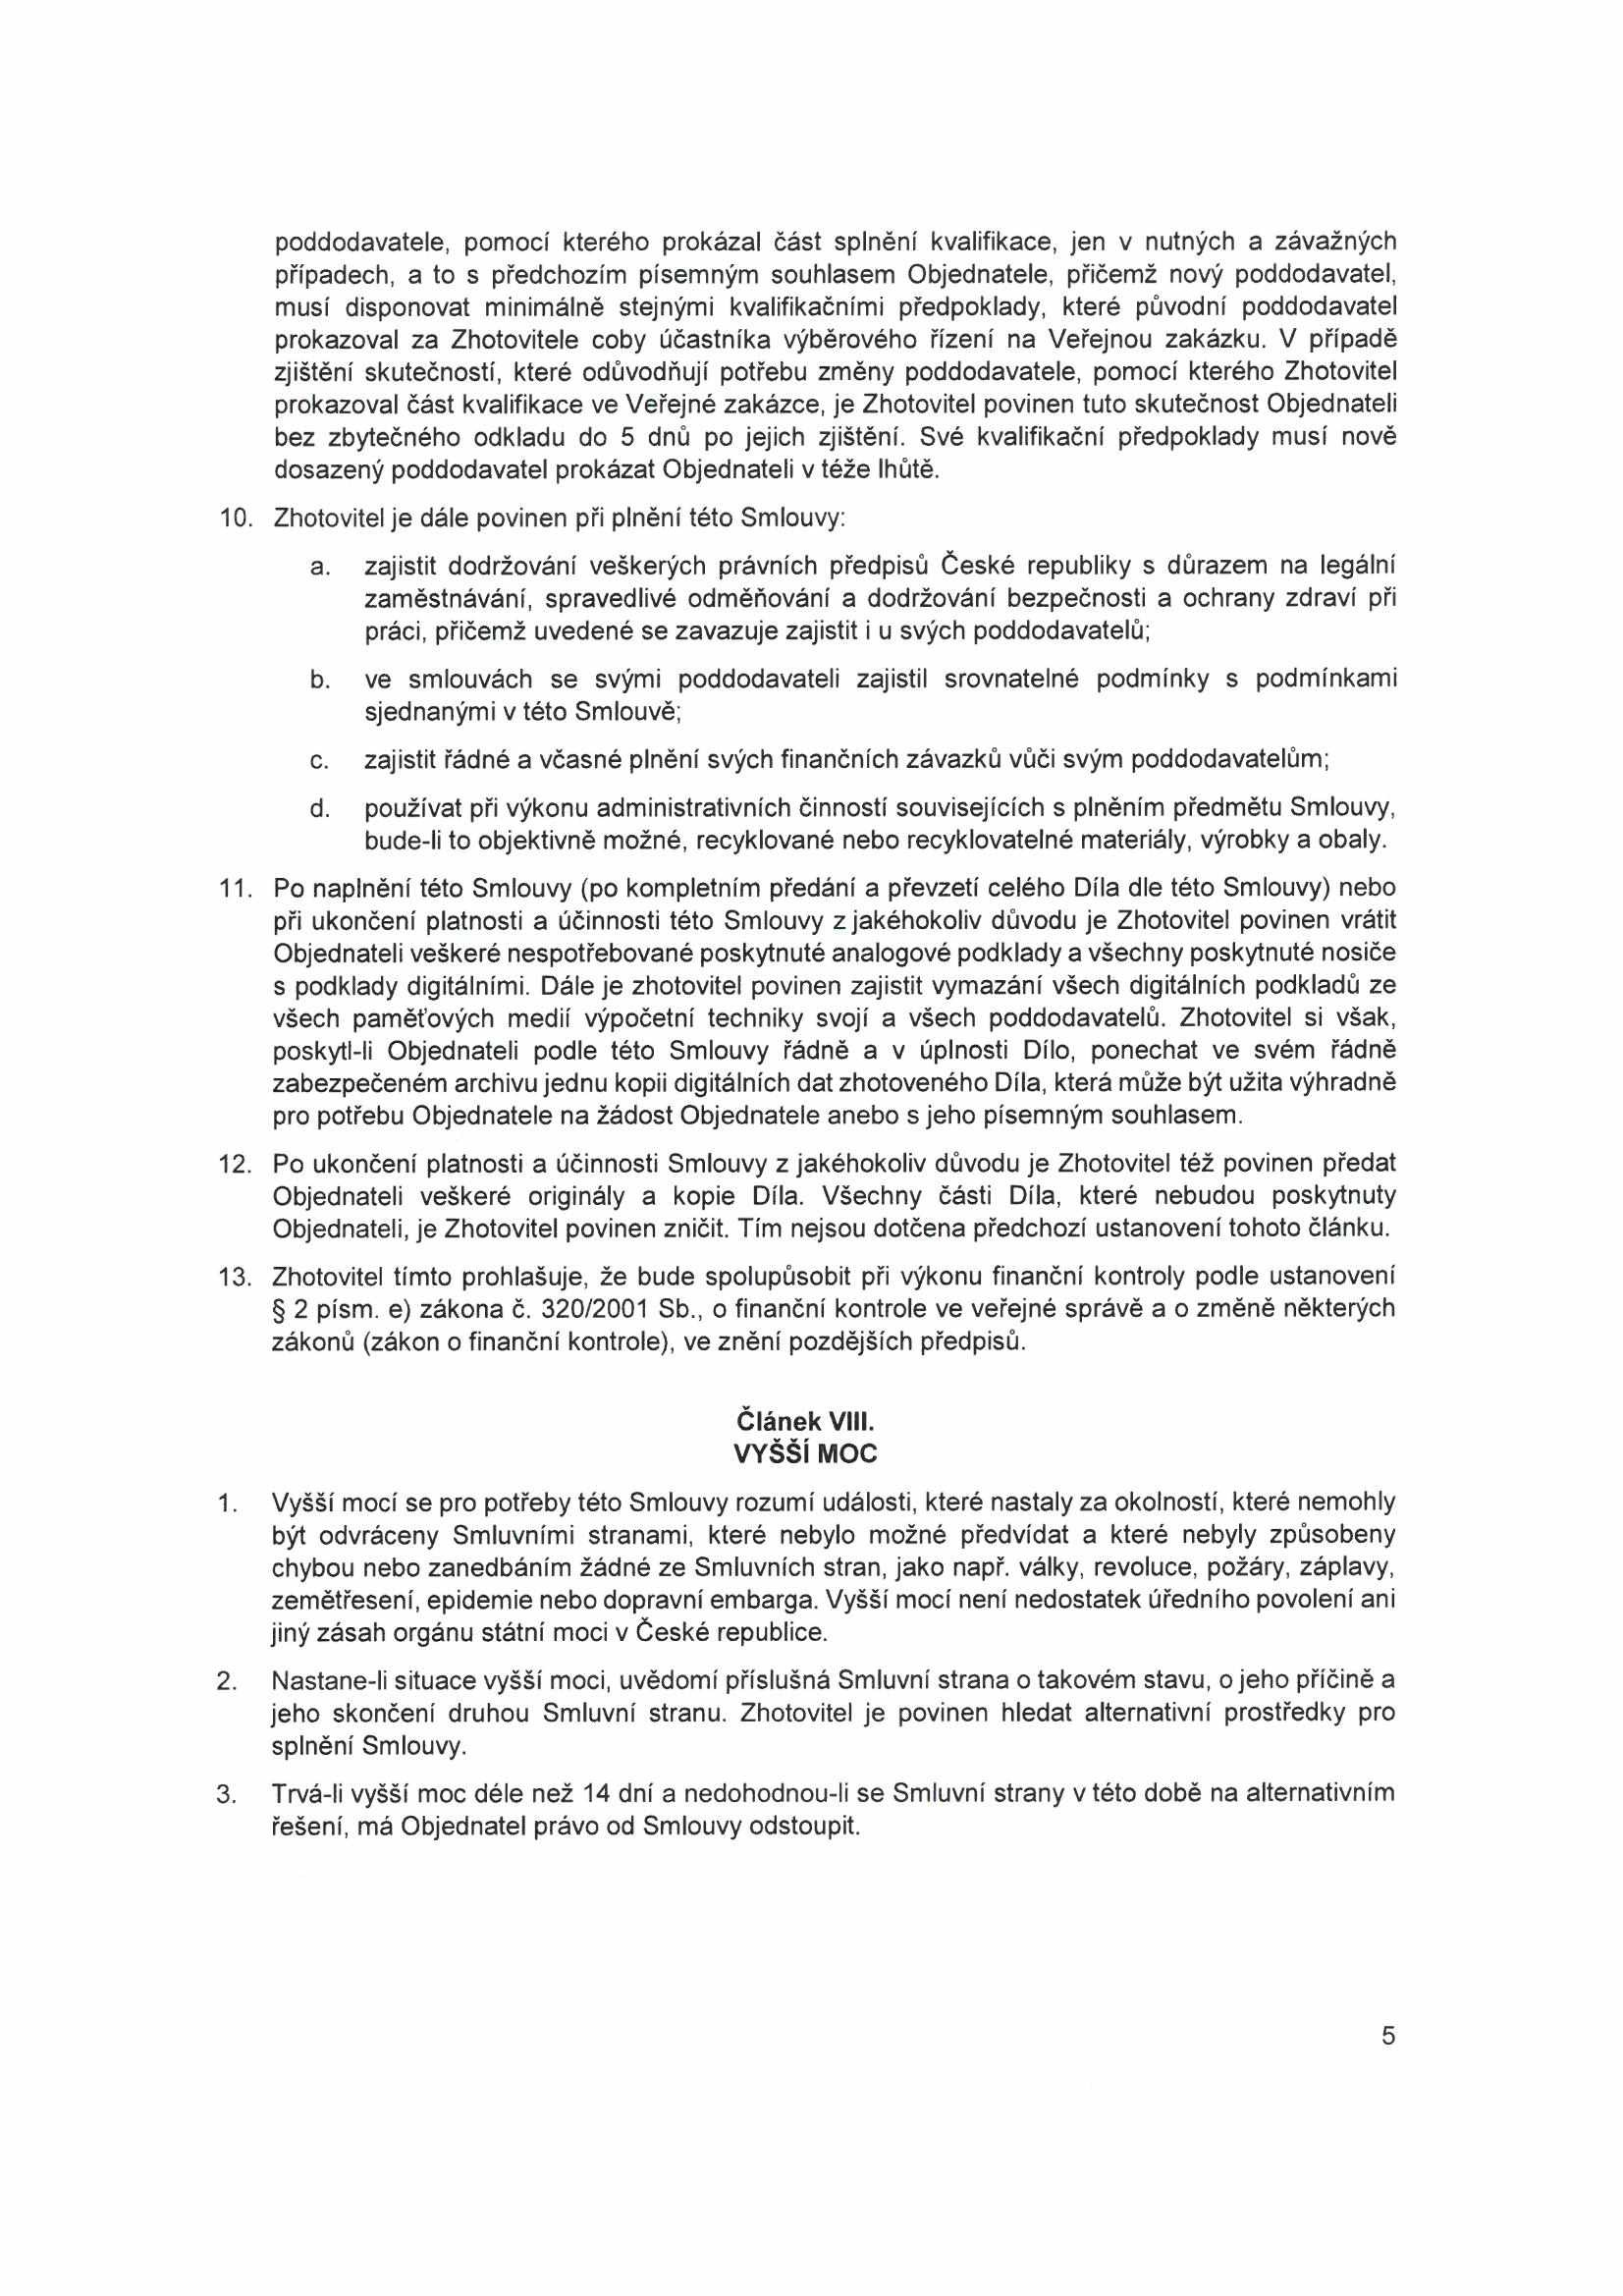 poddodavatele, pomocí kterého prokázal část splnění kvalifikace, jen v nutných a závažných
případech, a to s předchozím písemným souhlasem Objednatele, přičemž nový poddodavatel,
musí disponovat minimálně stejnými kvalifikačními předpoklady, které původní poddodavatel
prokazoval za Zhotovitele coby účastníka výběrového řízení na Veřejnou zakázku. V případě
zjištění skutečností, které odůvodňují potřebu změny poddodavatele, pomocí kterého Zhotovitel
prokazoval část kvalifikace ve Veřejné zakázce, je Zhotovitel povinen tuto skutečnost Objednateli
bez zbytečného odkladu do 5 dnů po jejich zjištění. Své kvalifikační předpoklady musí nově
dosazený poddodavatel prokázat Objednateli v téže lhůtě.
10. Zhotovitel je dále povinen při plnění této Smlouvy:
a. zajistit dodržování veškerých právních předpisů České republiky s důrazem na legální
zaměstnávání, spravedlivé odměňování a dodržování bezpečnosti a ochrany zdraví při
práci, přičemž uvedené se zavazuje zajistit i u svých poddodavatelů;
b. ve smlouvách se svými poddodavateli zajistil srovnatelné podmínky s podmínkami
sjednanými v této Smlouvě;
c. zajistit řádné a včasné plnění svých finančních závazků vůči svým poddodavatelům;
d. používat při výkonu administrativních činností souvisejících s plněním předmětu Smlouvy,
bude-li to objektivně možné, recyklované nebo recyklovatelné materiály, výrobky a obaly.
11. Po naplnění této Smlouvy (po kompletním předání a převzetí celého Díla dle této Smlouvy) nebo
při ukončení platnosti a účinnosti této Smlouvy z jakéhokoliv důvodu je Zhotovitel povinen vrátit
Objednateli veškeré nespotřebované poskytnuté analogové podklady a všechny poskytnuté nosiče
s podklady digitálními. Dále je zhotovitel povinen zajistit vymazání všech digitálních podkladů ze
všech paměťových medií výpočetní techniky svojí a všech poddodavatelů. Zhotovitel si však,
poskytl-li Objednateli podle této Smlouvy řádně a v úplnosti Dílo, ponechat ve svém řádně
zabezpečeném archivu jednu kopii digitálních dat zhotoveného Díla, která může být užita výhradně
pro potřebu Objednatele na žádost Objednatele anebo s jeho písemným souhlasem.
12. Po ukončení platnosti a účinnosti Smlouvy z jakéhokoliv důvodu je Zhotovitel též povinen předat
Objednateli veškeré originály a kopie Díla. Všechny části Díla, které nebudou poskytnuty
Objednateli, je Zhotovitel povinen zničit. Tím nejsou dotčena předchozí ustanovení tohoto článku.
13. Zhotovitel tímto prohlašuje, že bude spolupůsobit při výkonu finanční kontroly podle ustanovení
§ 2 písm. e) zákona č. 320/2001 Sb., o finanční kontrole ve veřejné správě a o změně některých
zákonů (zákon o finanční kontrole), ve znění pozdějších předpisů.
Článek VIII.
VYŠŠÍ MOC
1. Vyšší mocí se pro potřeby této Smlouvy rozumí události, které nastaly za okolností, které nemohly
být odvráceny Smluvními stranami, které nebylo možné předvídat a které nebyly způsobeny
chybou nebo zanedbáním žádné ze Smluvních stran, jako např. války, revoluce, požáry, záplavy,
zemětřesení, epidemie nebo dopravní embarga. Vyšší mocí není nedostatek úředního povolení ani
jiný zásah orgánu státní moci v České republice.
2. Nastane-li situace vyšší moci, uvědomí příslušná Smluvní strana o takovém stavu, o jeho příčině a
jeho skončení druhou Smluvní stranu. Zhotovitel je povinen hledat alternativní prostředky pro
splnění Smlouvy.
3. Trvá-li vyšší moc déle než 14 dní a nedohodnou-li se Smluvní strany v této době na alternativním
řešení, má Objednatel právo od Smlouvy odstoupit.
5